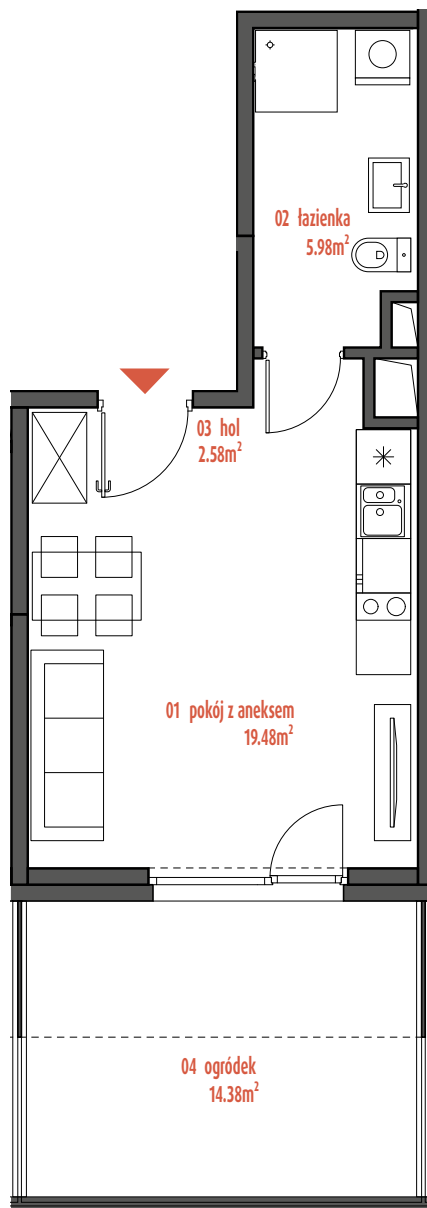 02 łazienka
5.98m²
03 hol
2.58m²
01 pokój z aneksem
19.48m²
04 ogródek
14.38m²